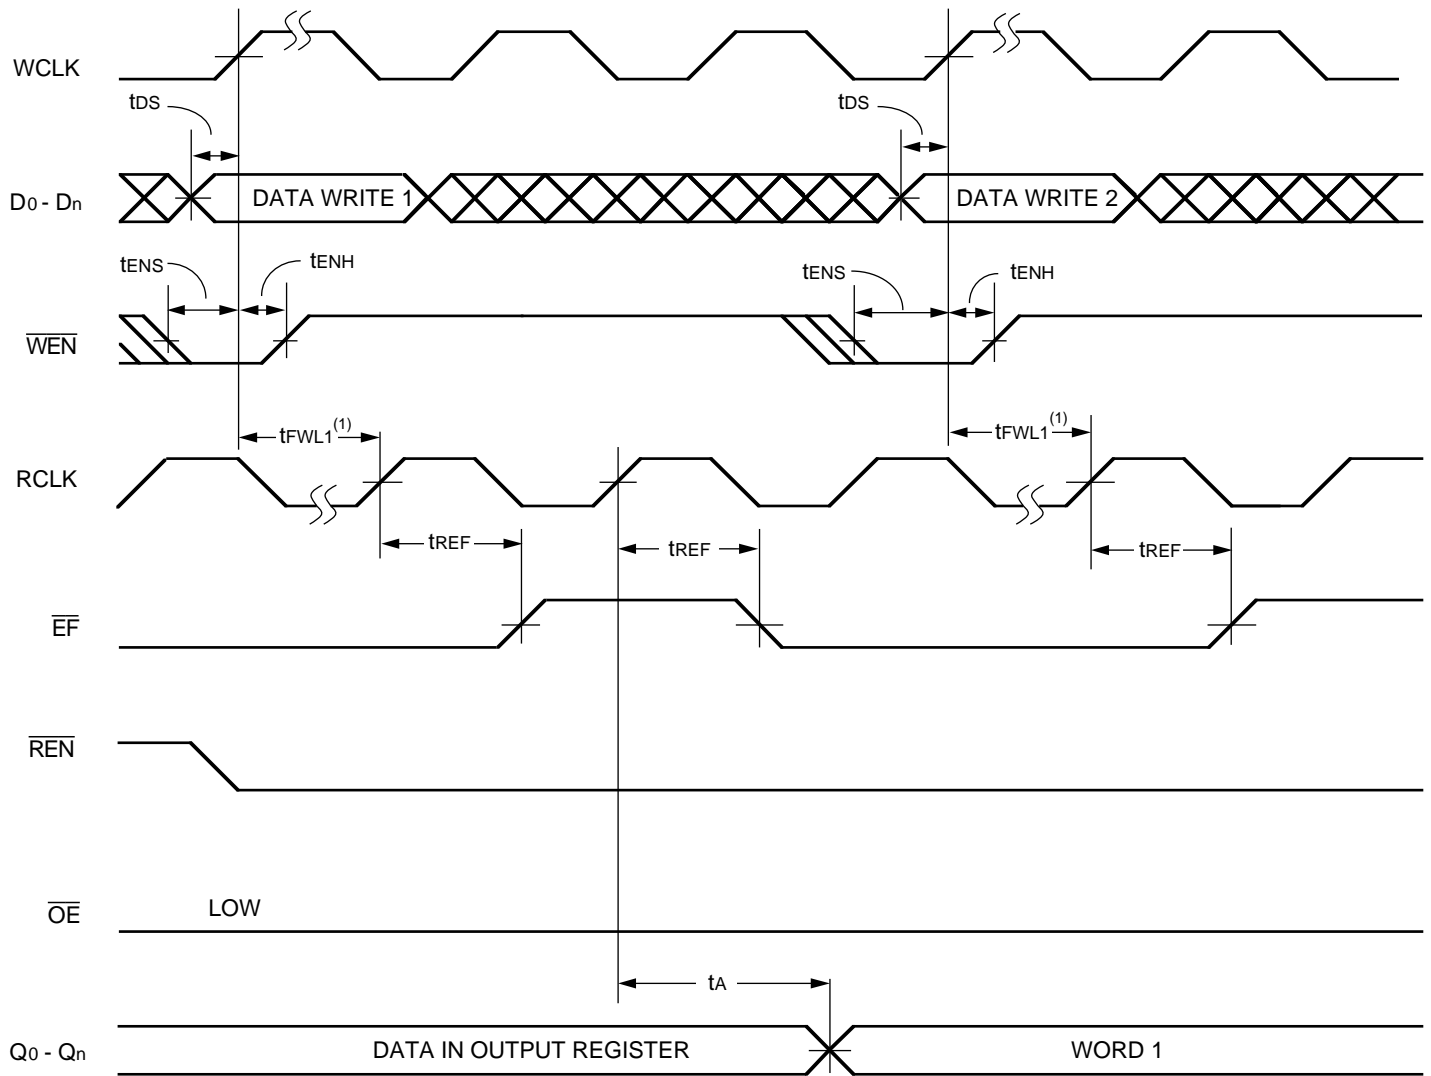 WCLK
tDS
tDS
D0 - Dn
DATA WRITE 1
DATA WRITE 2
tENS
tENH
tENS
tENH
WEN
tFWL1(1)
tFWL1(1)
RCLK
tREF
tREF
tREF
EF
REN
OE
LOW
tA
Q0 - Qn
DATA IN OUTPUT REGISTER
WORD 1